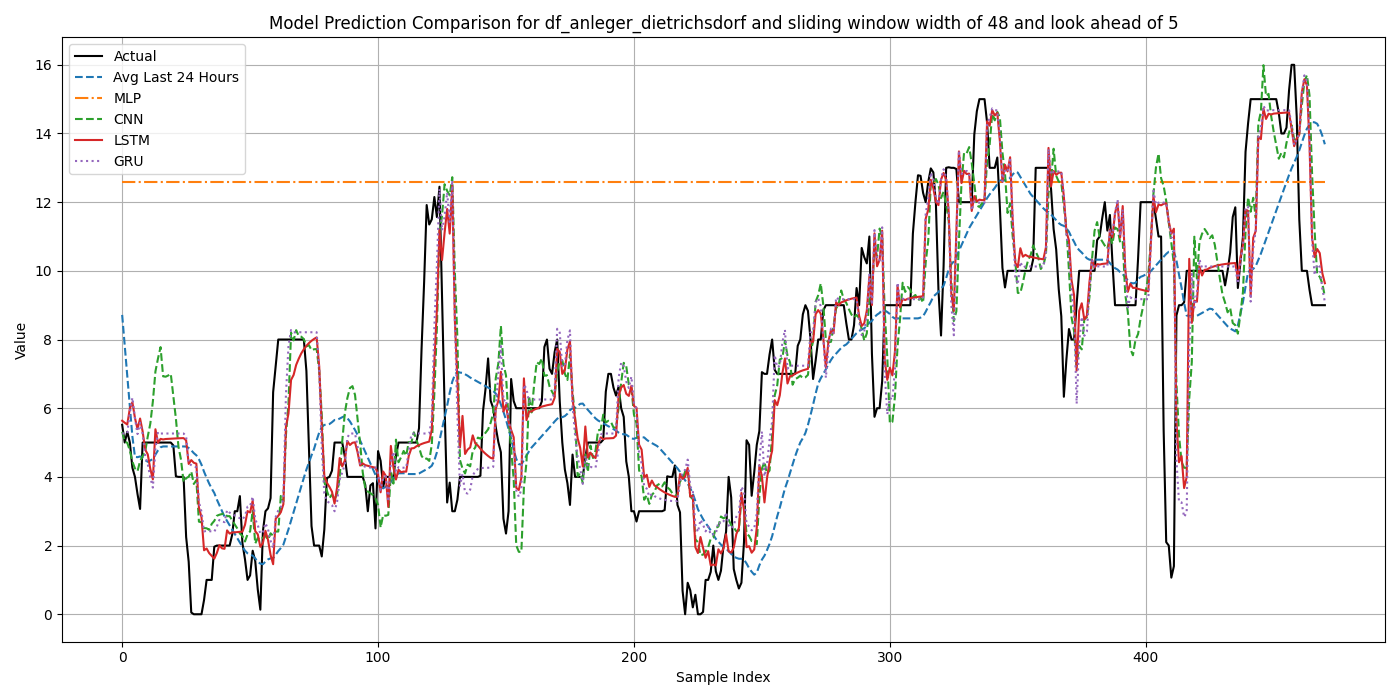 Model Prediction Comparison for df_anleger_dietrichsdorf and sliding window width of 48 and look ahead of 5
Actual
Avg Last 24 Hours
MLP
CNN
LSTM
GRU
Value
16
14
12
10
8
6
4
2
0
0 100 200 300 400
Sample Index